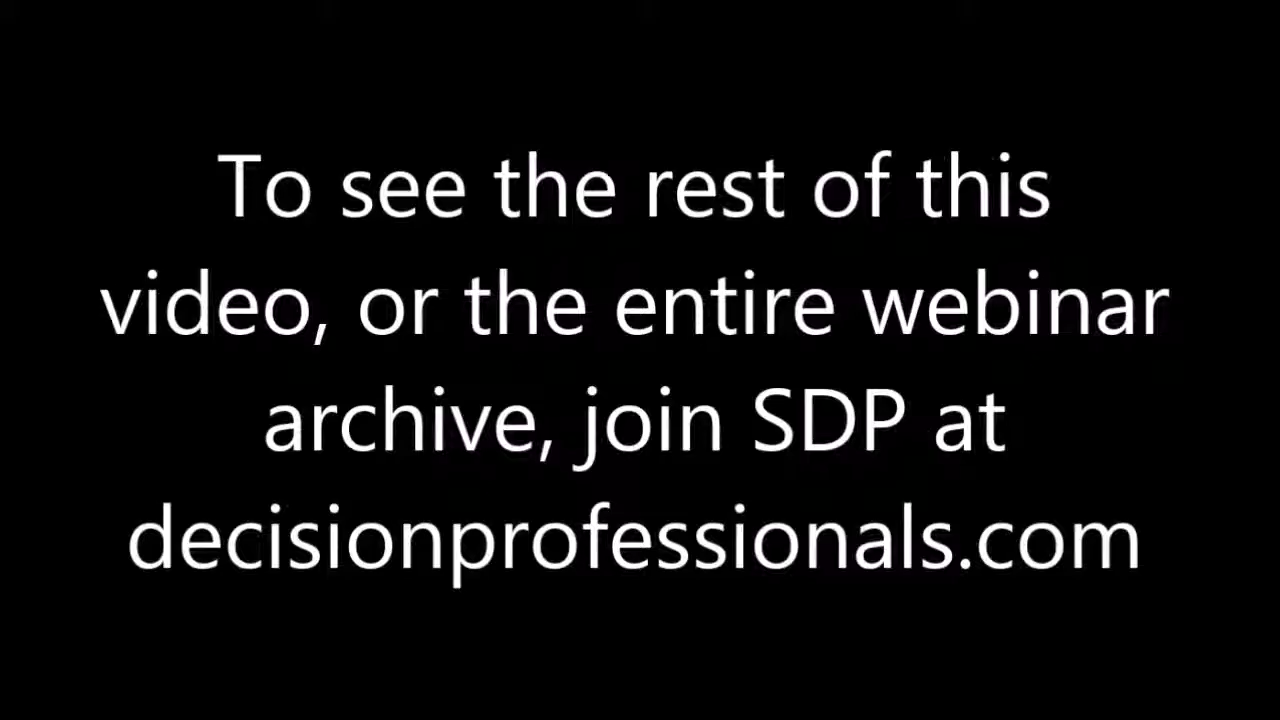 To see the rest of this
video, or the entire webinar
archive, join SDP at
decisionprofessionals.com